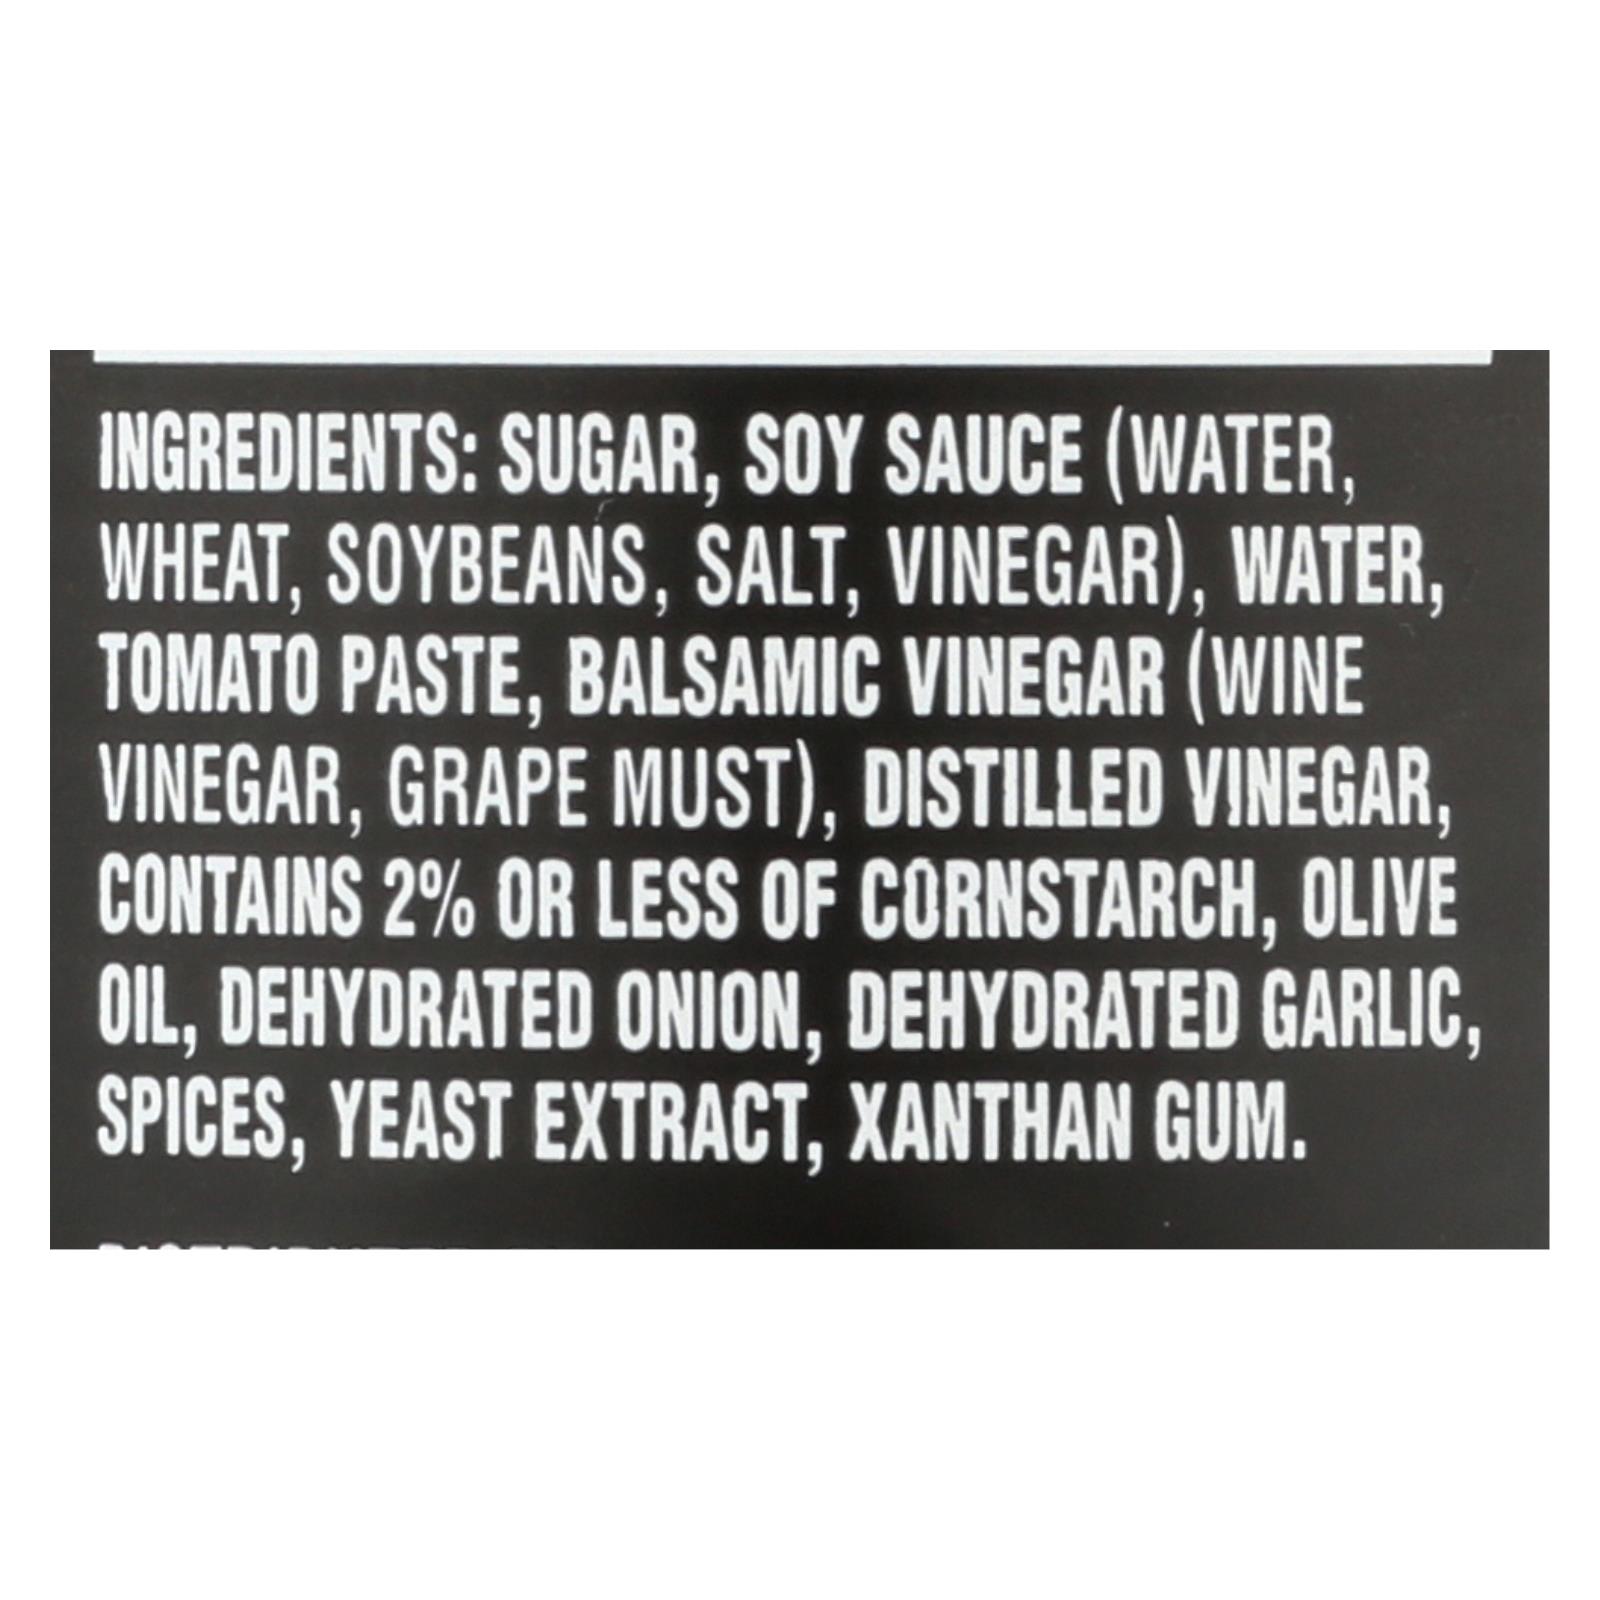 INGREDIENTS: SUGAR, SOY SAUCE (WATER,
WHEAT, SOYBEANS, SALT, VINEGAR), WATER,
TOMATO PASTE, BALSAMIC VINEGAR (WINE
VINEGAR, GRAPE MUST), DISTILLED VINEGAR,
CONTAINS 2% OR LESS OF CORNSTARCH, OLIVE
OIL, DEHYDRATED ONION, DEHYDRATED GARLIC,
SPICES, YEAST EXTRACT, XANTHAN GUM.